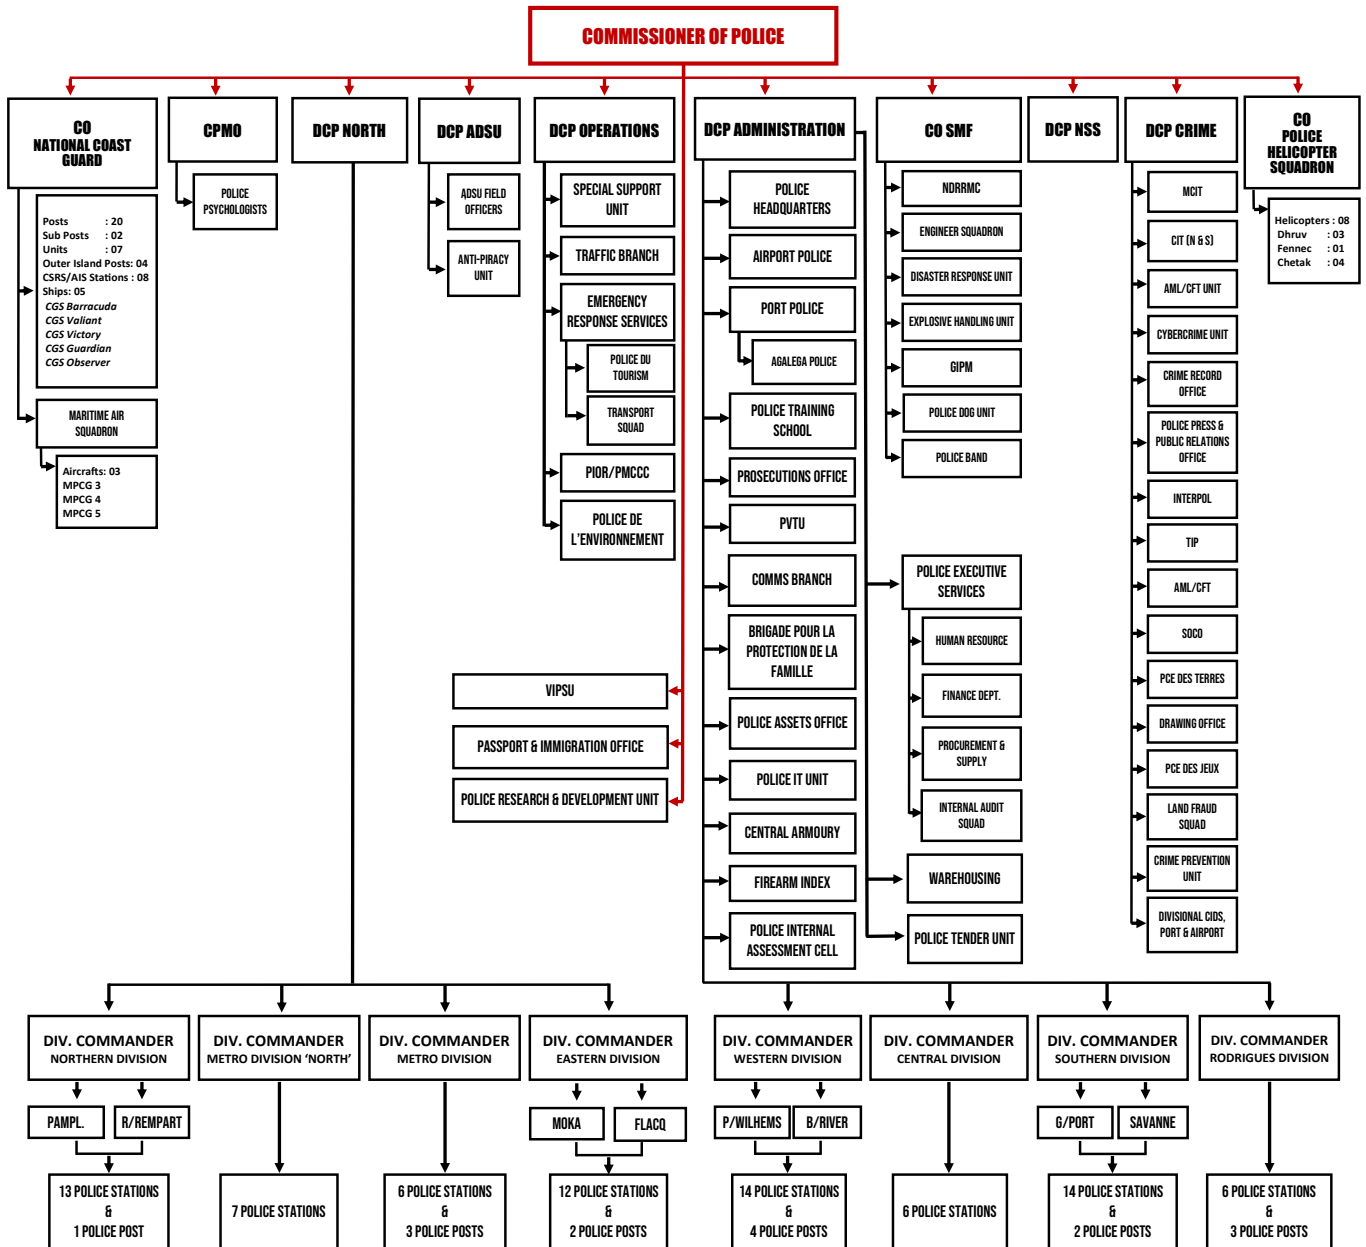 COMMISSIONER OF POLICE
CO
NATIONAL COAST
GUARD
CPMO
DCP NORTH
DCP ADSU
DCP OPERATIONS
DCP ADMINISTRATION
CO SMF
DCP NSS
DCP CRIME
CO
POLICE
HELICOPTER
SQUADRON
Posts : 20
Sub Posts : 02
Units : 07
Outer Island Posts: 04
CSRS/AIS Stations : 08
Ships: 05
CGS Barracuda
CGS Valiant
CGS Victory
CGS Guardian
CGS Observer
MARITIME AIR
SQUADRON
Aircrafts: 03
MPCG 3
MPCG 4
MPCG 5
POLICE
PSYCHOLOGISTS
ADSU FIELD
OFFICERS
ANTI-PIRACY
UNIT
SPECIAL SUPPORT
UNIT
TRAFFIC BRANCH
EMERGENCY
RESPONSE SERVICES
POLICE DU
TOURISM
TRANSPORT
SQUAD
PIOR/PMCCC
POLICE DE
L'ENVIRONNEMENT
VIPSU
PASSPORT & IMMIGRATION OFFICE
POLICE RESEARCH & DEVELOPMENT UNIT
POLICE
HEADQUARTERS
AIRPORT POLICE
PORT POLICE
AGALEGA POLICE
POLICE TRAINING
SCHOOL
PROSECUTIONS OFFICE
PVTU
COMMS BRANCH
BRIGADE POUR LA
PROTECTION DE LA
FAMILLE
POLICE ASSETS OFFICE
POLICE IT UNIT
CENTRAL ARMOURY
FIREARM INDEX
POLICE INTERNAL
ASSESSMENT CELL
NDRRMC
ENGINEER SQUADRON
DISASTER RESPONSE UNIT
EXPLOSIVE HANDLING UNIT
GIPM
POLICE DOG UNIT
POLICE BAND
POLICE EXECUTIVE
SERVICES
HUMAN RESOURCE
FINANCE DEPT.
PROCUREMENT &
SUPPLY
INTERNAL AUDIT
SQUAD
WAREHOUSING
POLICE TENDER UNIT
MCIT
CIT (N & S)
AML/CFT UNIT
CYBERCRIME UNIT
CRIME RECORD
OFFICE
POLICE PRESS &
PUBLIC RELATIONS
OFFICE
INTERPOL
TIP
AML/CFT
SOCO
PCE DES TERRES
DRAWING OFFICE
PCE DES JEUX
LAND FRAUD
SQUAD
CRIME PREVENTION
UNIT
DIVISIONAL CIDS,
PORT & AIRPORT
Helicopters : 08
Dhruv : 03
Fennec : 01
Chetak : 04
DIV. COMMANDER
NORTHERN DIVISION
DIV. COMMANDER
METRO DIVISION ‘NORTH’
DIV. COMMANDER
METRO DIVISION
DIV. COMMANDER
EASTERN DIVISION
DIV. COMMANDER
WESTERN DIVISION
DIV. COMMANDER
CENTRAL DIVISION
DIV. COMMANDER
SOUTHERN DIVISION
DIV. COMMANDER
RODRIGUES DIVISION
PAMPL.
R/REMPART
MOKA
FLACQ
P/WILHEMS
B/RIVER
G/PORT
SAVANNE
13 POLICE STATIONS
&
1 POLICE POST
7 POLICE STATIONS
6 POLICE STATIONS
&
3 POLICE POSTS
12 POLICE STATIONS
&
2 POLICE POSTS
14 POLICE STATIONS
&
4 POLICE POSTS
6 POLICE STATIONS
14 POLICE STATIONS
&
2 POLICE POSTS
6 POLICE STATIONS
&
3 POLICE POSTS